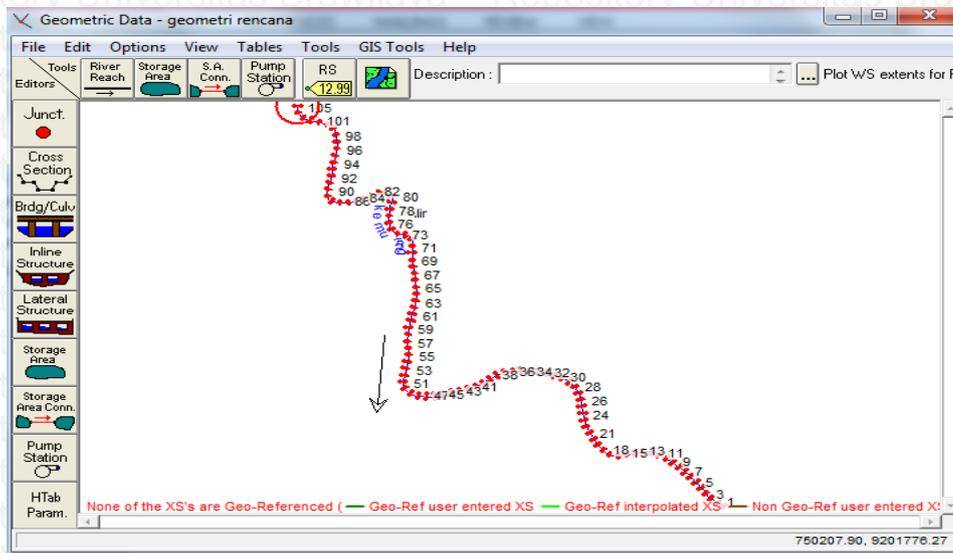 Geometric Data - geometri rencana
File Edit Options View Tables Tools GIS Tools Help
Tools
Editors
River Reach
Storage Area
S.A. Conn.
Pump Station
RS
12.99
Description :
...
Plot WS extents for P
Junct.
Cross Section
Brdg/Culv
Inline Structure
Lateral Structure
Storage Area
Storage Area Conn.
Pump Station
HTab Param.
105
101
98
96
94
92
90
86
84
82
80
78
lir
76
73
71
69
67
65
63
61
59
57
55
53
51
47
45
43
41
38
36
34
32
30
28
26
24
21
18
15
13
11
9
7
5
3
1
None of the XS's are Geo-Referenced ( Geo-Ref user entered XS Geo-Ref interpolated XS Non Geo-Ref user entered XS
750207.90, 9201776.27